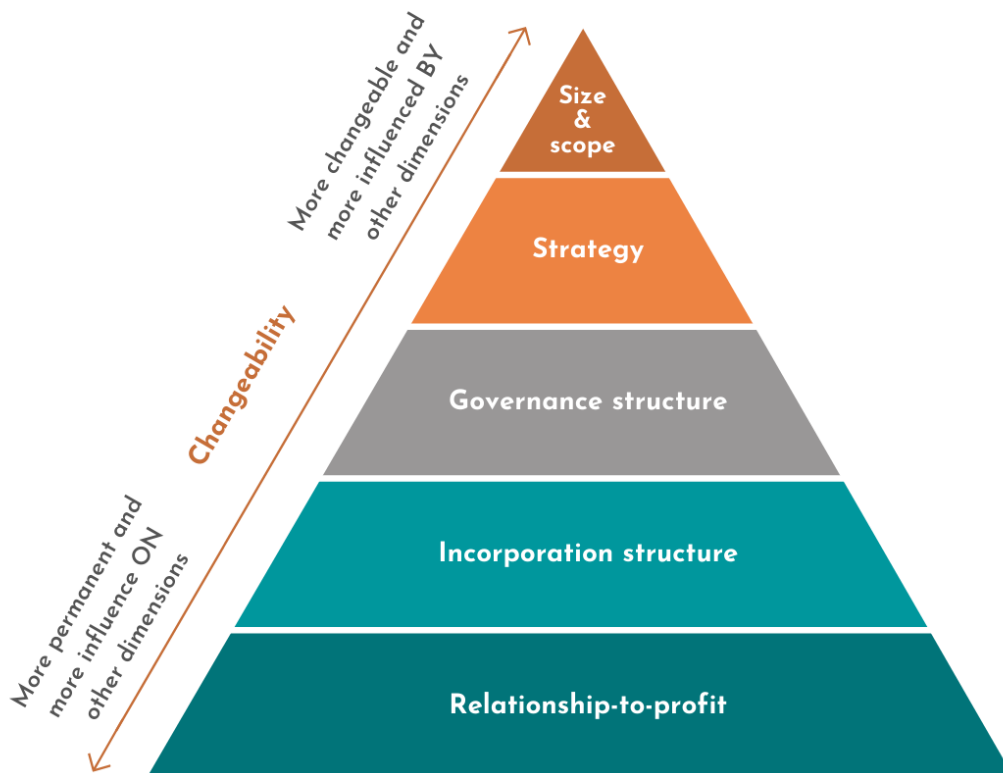 More changeable and
more influenced BY
other dimensions
Size
&
scope
Strategy
Changeability
Governance structure
More permanent and
more influence ON
other dimensions
Incorporation structure
Relationship-to-profit